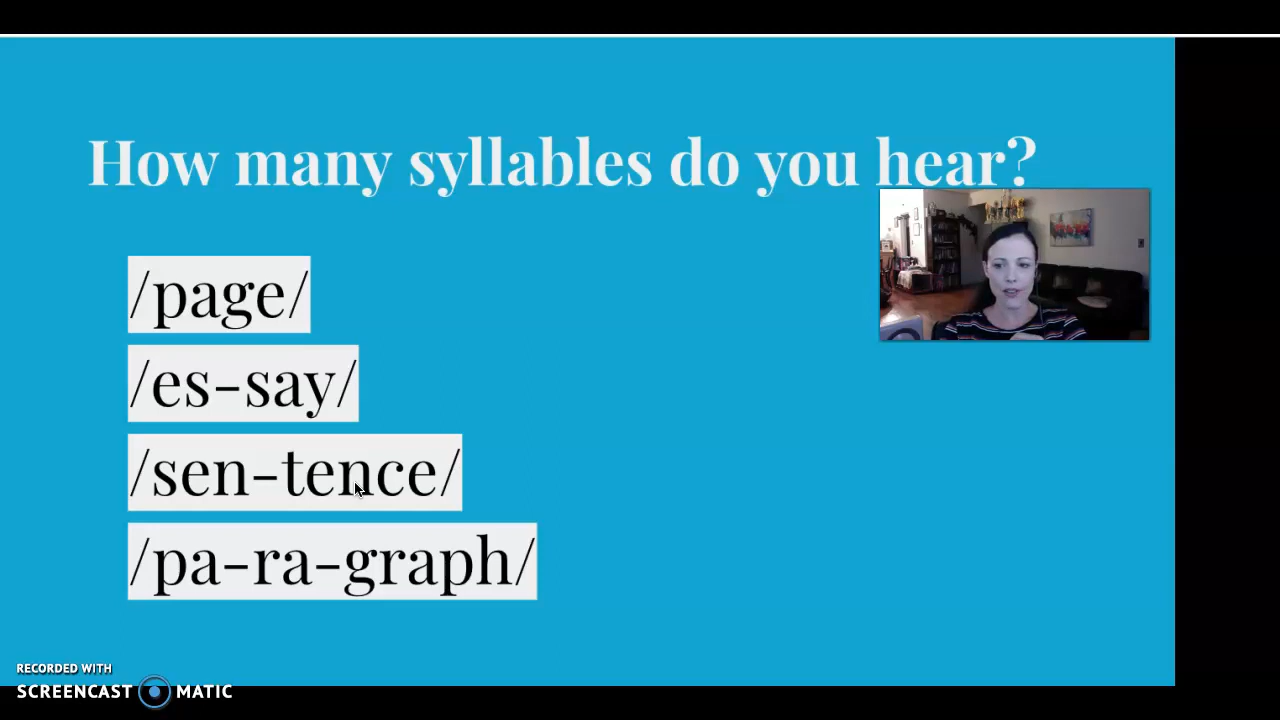 How many syllables do you hear?
/page/
/es-say/
/sen-tence/
/pa-ra-graph/
RECORDED WITH
SCREENCAST MATIC